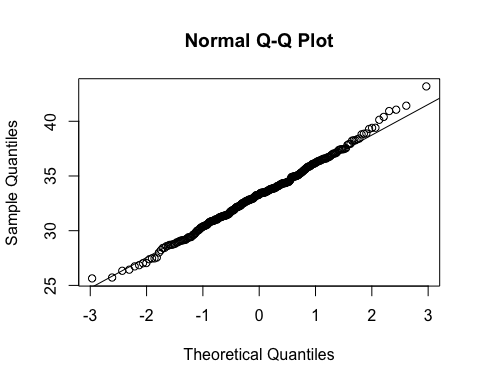 Normal Q-Q Plot
Sample Quantiles
40
35
30
25
-3 -2 -1 0 1 2 3
Theoretical Quantiles